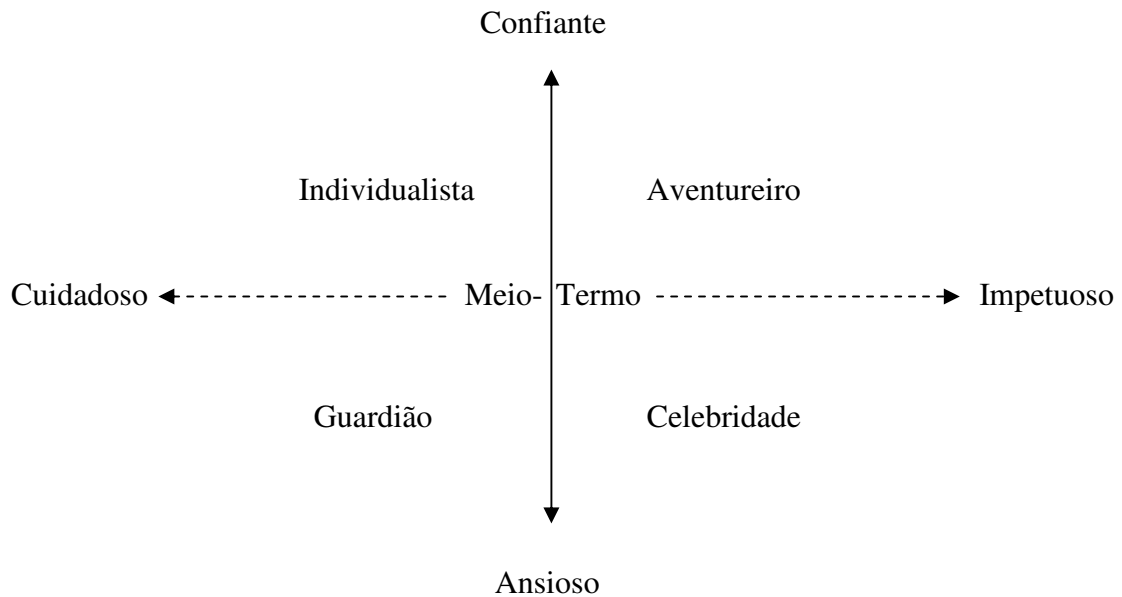 Confiante
Individualista Aventureiro
Cuidadoso Meio- Termo Impetuoso
Guardião Celebridade
Ansioso